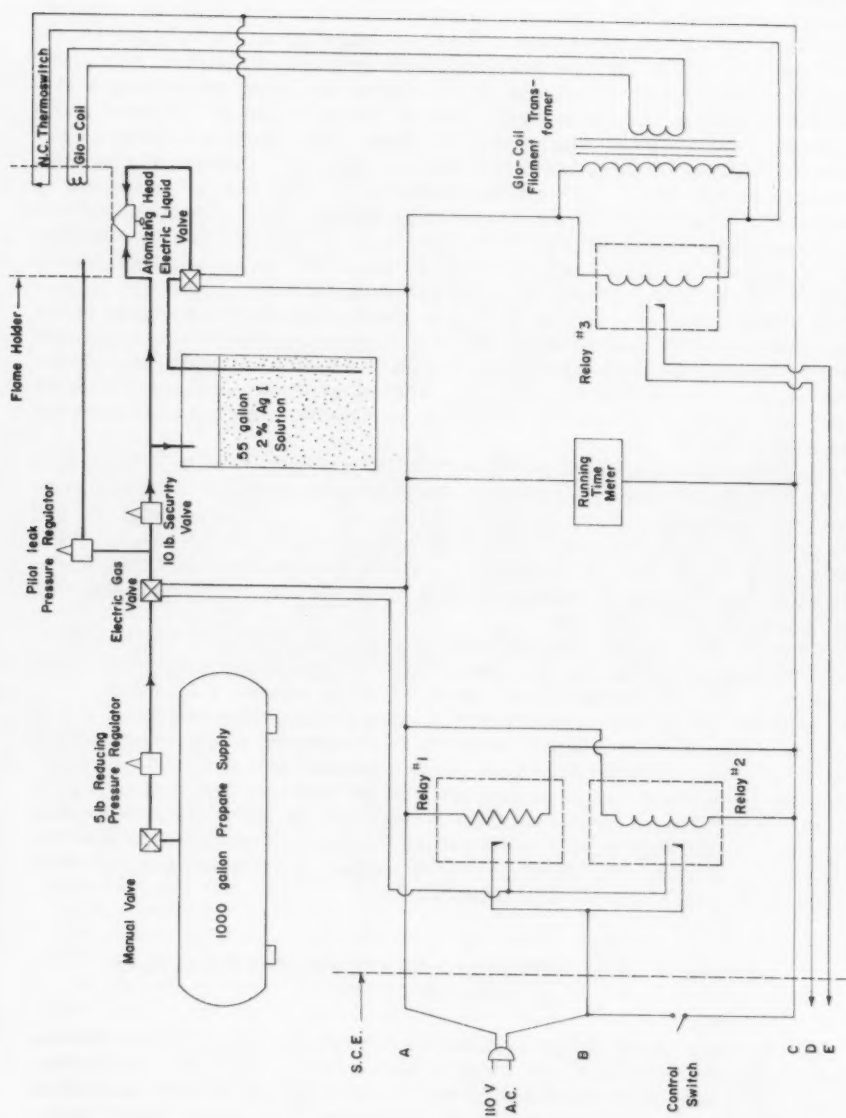 Flame Holder
N.C. Thermoswitch
Glo-Coil
Pilot leak
Pressure Regulator
Atomizing Head
Electric Liquid
Valve
5 lb Reducing
Pressure Regulator
Electric Gas
Valve
10 lb. Security
Valve
Manual Valve
1000 gallon Propane Supply
55 gallon
2% Ag I
Solution
S.C.E.
A
110 V
A.C.
B
Control
Switch
C
D
E
Relay #1
Relay #2
Running
Time
Meter
Relay #3
Glo-Coil
Filament Trans-
former